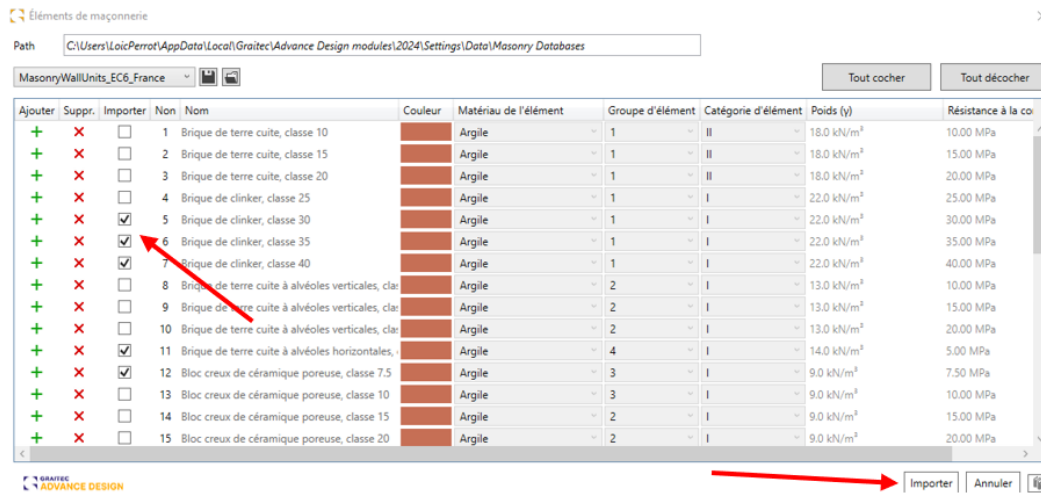 Éléments de maçonnerie
Path C:\Users\LoicPerrot\AppData\Local\Graitec\Advance Design modules\2024\Settings\Data\Masonry Databases
MasonryWallUnits_EC6_France Tout cocher Tout décocher
Ajouter Suppr. Importer Non Nom Couleur Matériau de l'élément Groupe d'élément Catégorie d'élément Poids (γ) Résistance à la co
1 Brique de terre cuite, classe 10 Argile 1 II 18.0 kN/m³ 10.00 MPa
2 Brique de terre cuite, classe 15 Argile 1 II 18.0 kN/m³ 15.00 MPa
3 Brique de terre cuite, classe 20 Argile 1 II 18.0 kN/m³ 20.00 MPa
4 Brique de clinker, classe 25 Argile 1 I 22.0 kN/m³ 25.00 MPa
5 Brique de clinker, classe 30 Argile 1 I 22.0 kN/m³ 30.00 MPa
6 Brique de clinker, classe 35 Argile 1 I 22.0 kN/m³ 35.00 MPa
7 Brique de clinker, classe 40 Argile 1 I 22.0 kN/m³ 40.00 MPa
8 Brique de terre cuite à alvéoles verticales, cla Argile 2 I 13.0 kN/m³ 10.00 MPa
9 Brique de terre cuite à alvéoles verticales, cla Argile 2 I 13.0 kN/m³ 15.00 MPa
10 Brique de terre cuite à alvéoles verticales, cla Argile 2 I 13.0 kN/m³ 20.00 MPa
11 Brique de terre cuite à alvéoles horizontales, Argile 4 I 14.0 kN/m³ 5.00 MPa
12 Bloc creux de céramique poreuse, classe 7.5 Argile 3 I 9.0 kN/m³ 7.50 MPa
13 Bloc creux de céramique poreuse, classe 10 Argile 3 I 9.0 kN/m³ 10.00 MPa
14 Bloc creux de céramique poreuse, classe 15 Argile 2 I 9.0 kN/m³ 15.00 MPa
15 Bloc creux de céramique poreuse, classe 20 Argile 2 I 9.0 kN/m³ 20.00 MPa
GRAITEC
ADVANCE DESIGN Importer Annuler